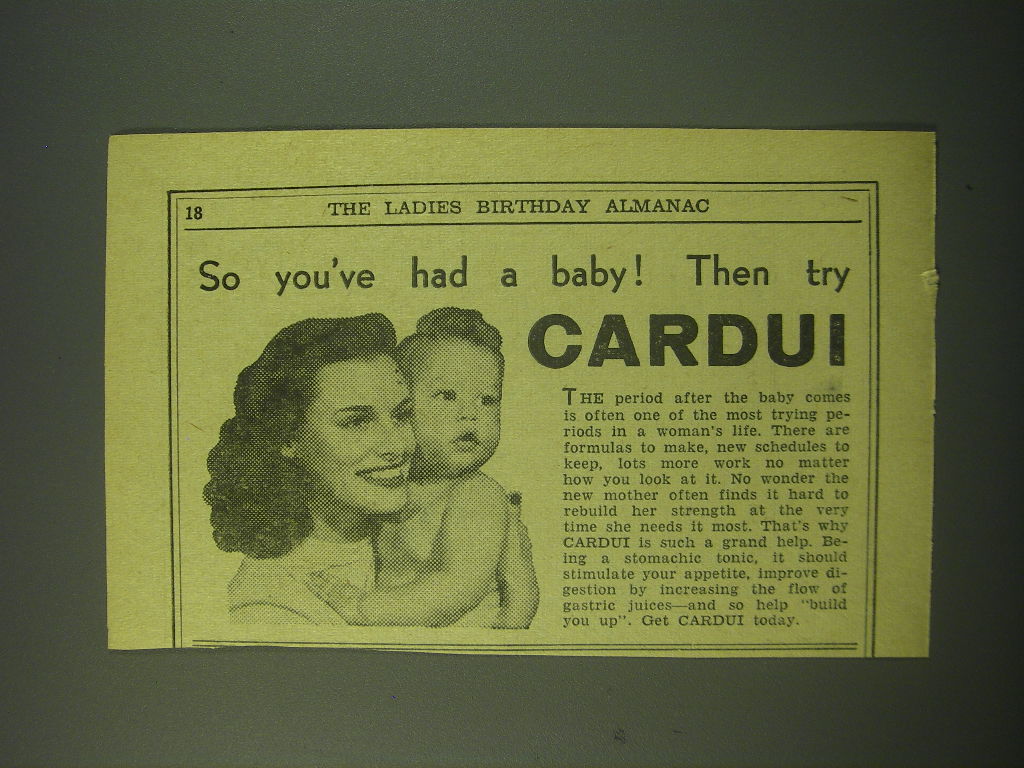 18 THE LADIES BIRTHDAY ALMANAC
So you've had a baby! Then try
CARDUI
THE period after the baby comes
is often one of the most trying pe-
riods in a woman's life. There are
formulas to make, new schedules to
keep, lots more work no matter
how you look at it. No wonder the
new mother often finds it hard to
rebuild her strength at the very
time she needs it most. That's why
CARDUI is such a grand help. Be-
ing a stomachic tonic, it should
stimulate your appetite, improve di-
gestion by increasing the flow of
gastric juices—and so help "build
you up". Get CARDUI today.